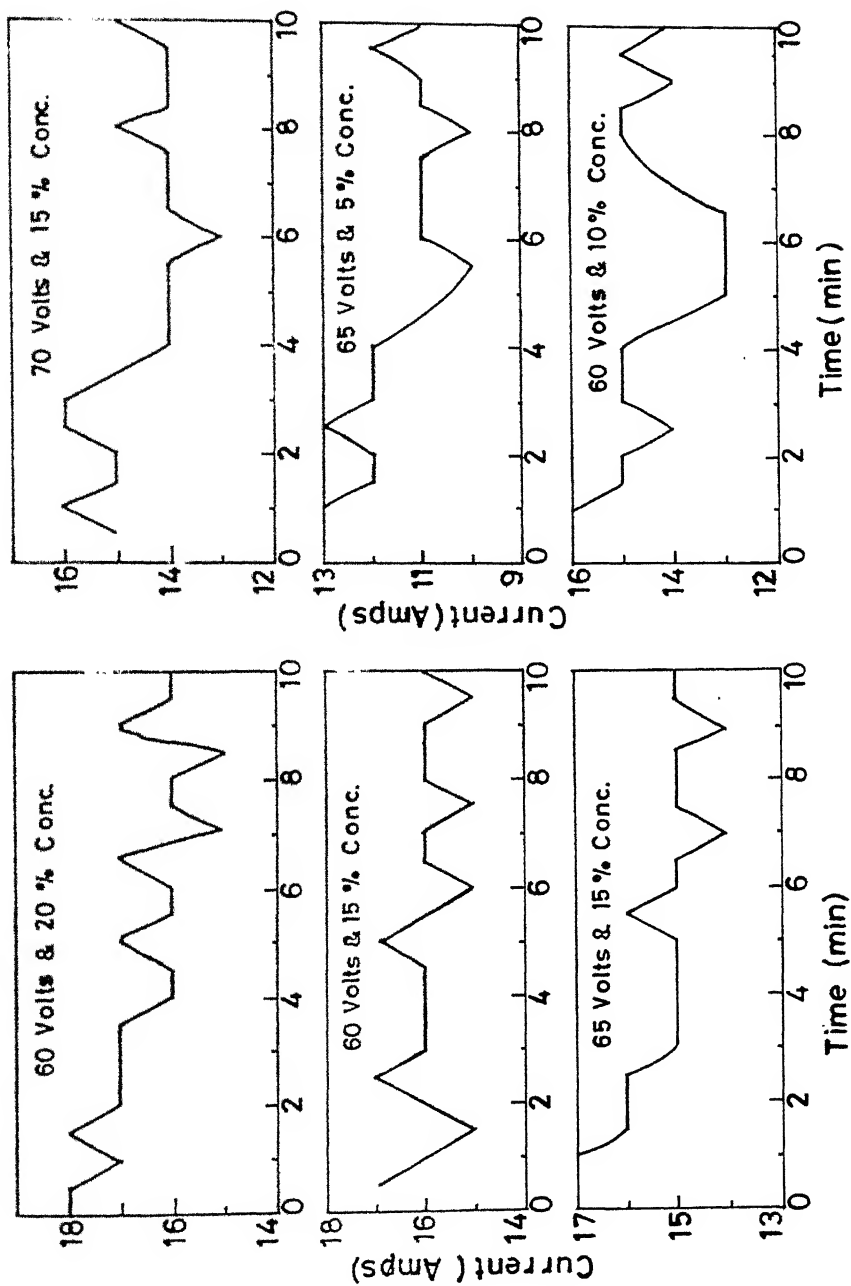 60 Volts & 20 % Conc.
18
16
0 2 4 6 8 10
60 Volts & 15 % Conc.
18
16
14
0 2 4 6 8 10
Current ( Amps)
65 Volts & 15% Conc.
17
15
13
0 2 4 6 8 10
Time (min)
70 Volts & 15 % Conc.
16
14
12
0 2 4 6 8 10
65 Volts & 5% Conc.
13
11
9
0 2 4 6 8 10
Current(Amps)
60 Volts & 10% Conc.
16
14
12
0 2 4 6 8 10
Time(min)